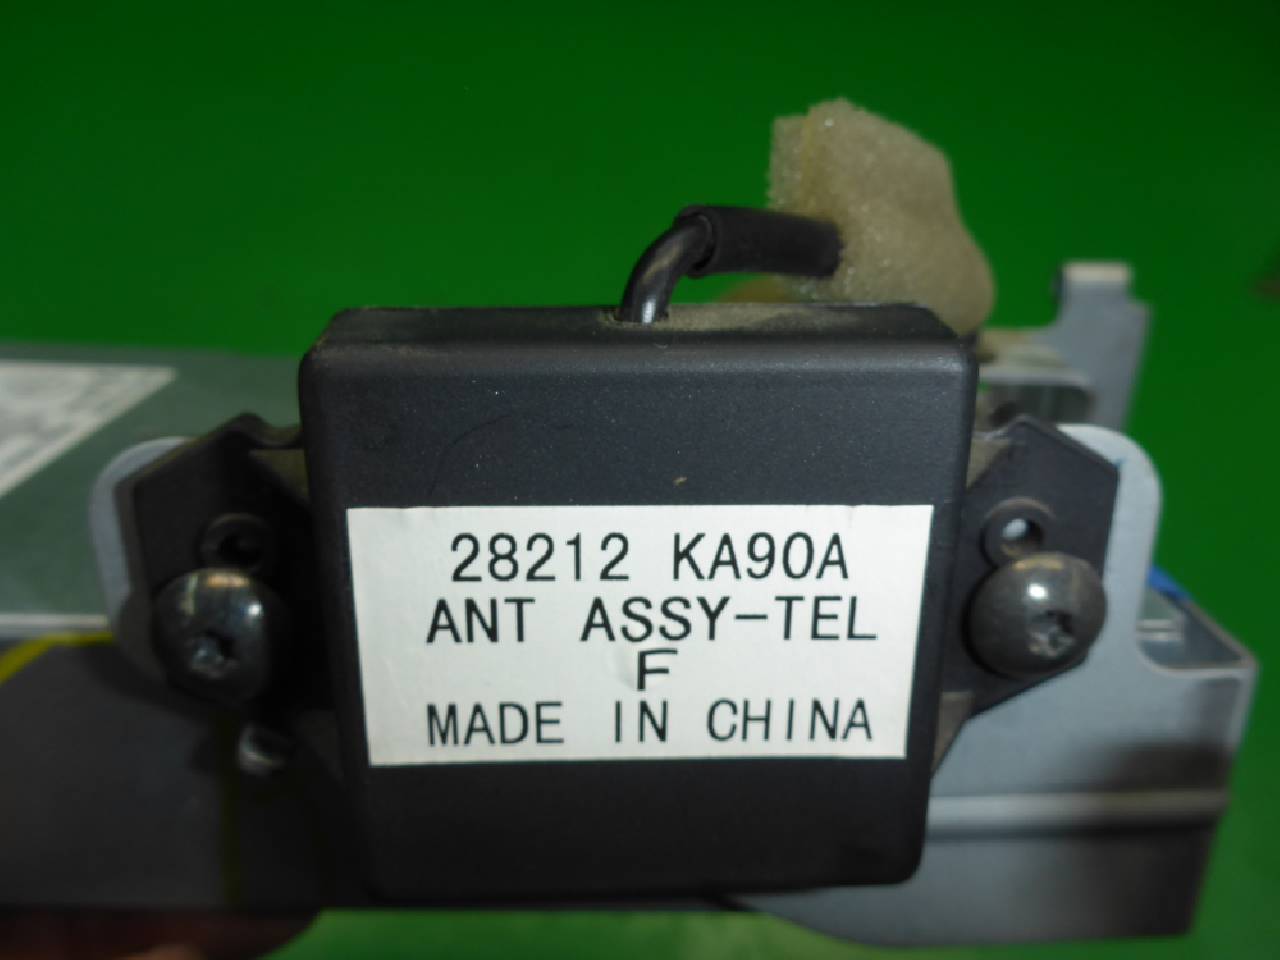 28212 KA90A
ANT ASSY-TEL
F
MADE IN CHINA